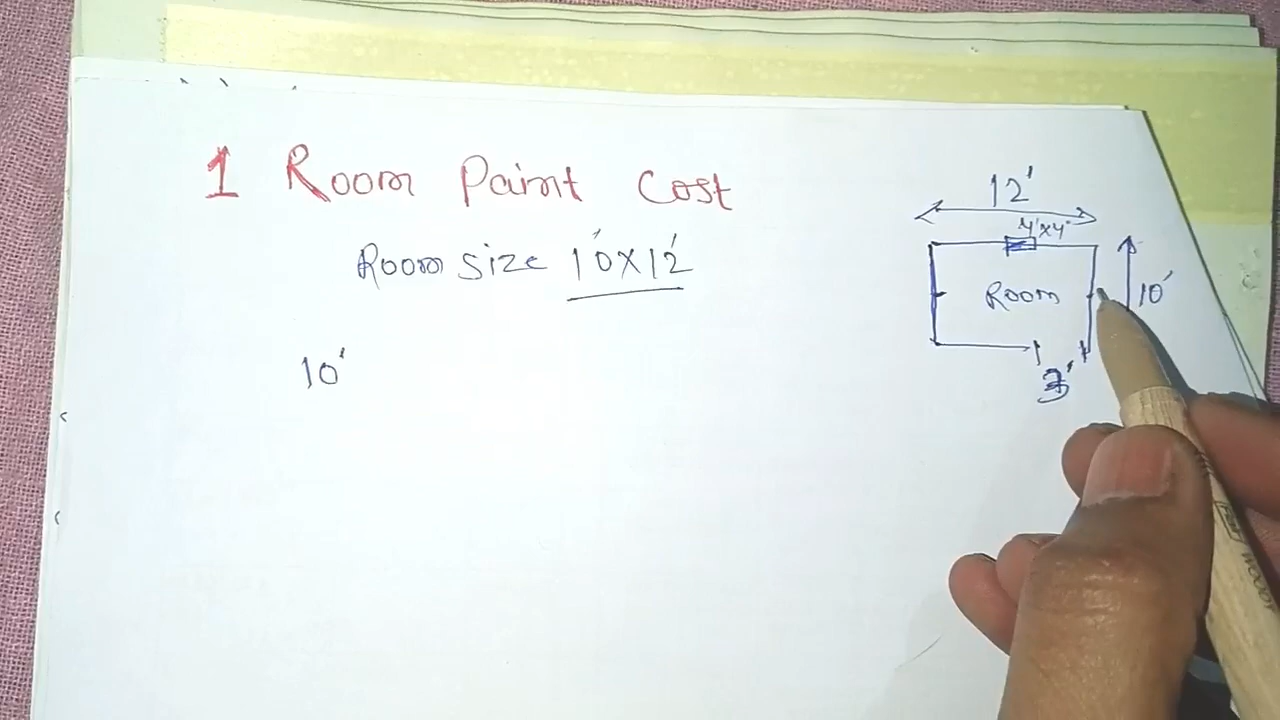 1 Room Paint Cost
Room size 10'x12'
10'
12'
4'x4'
Room
10'
3'